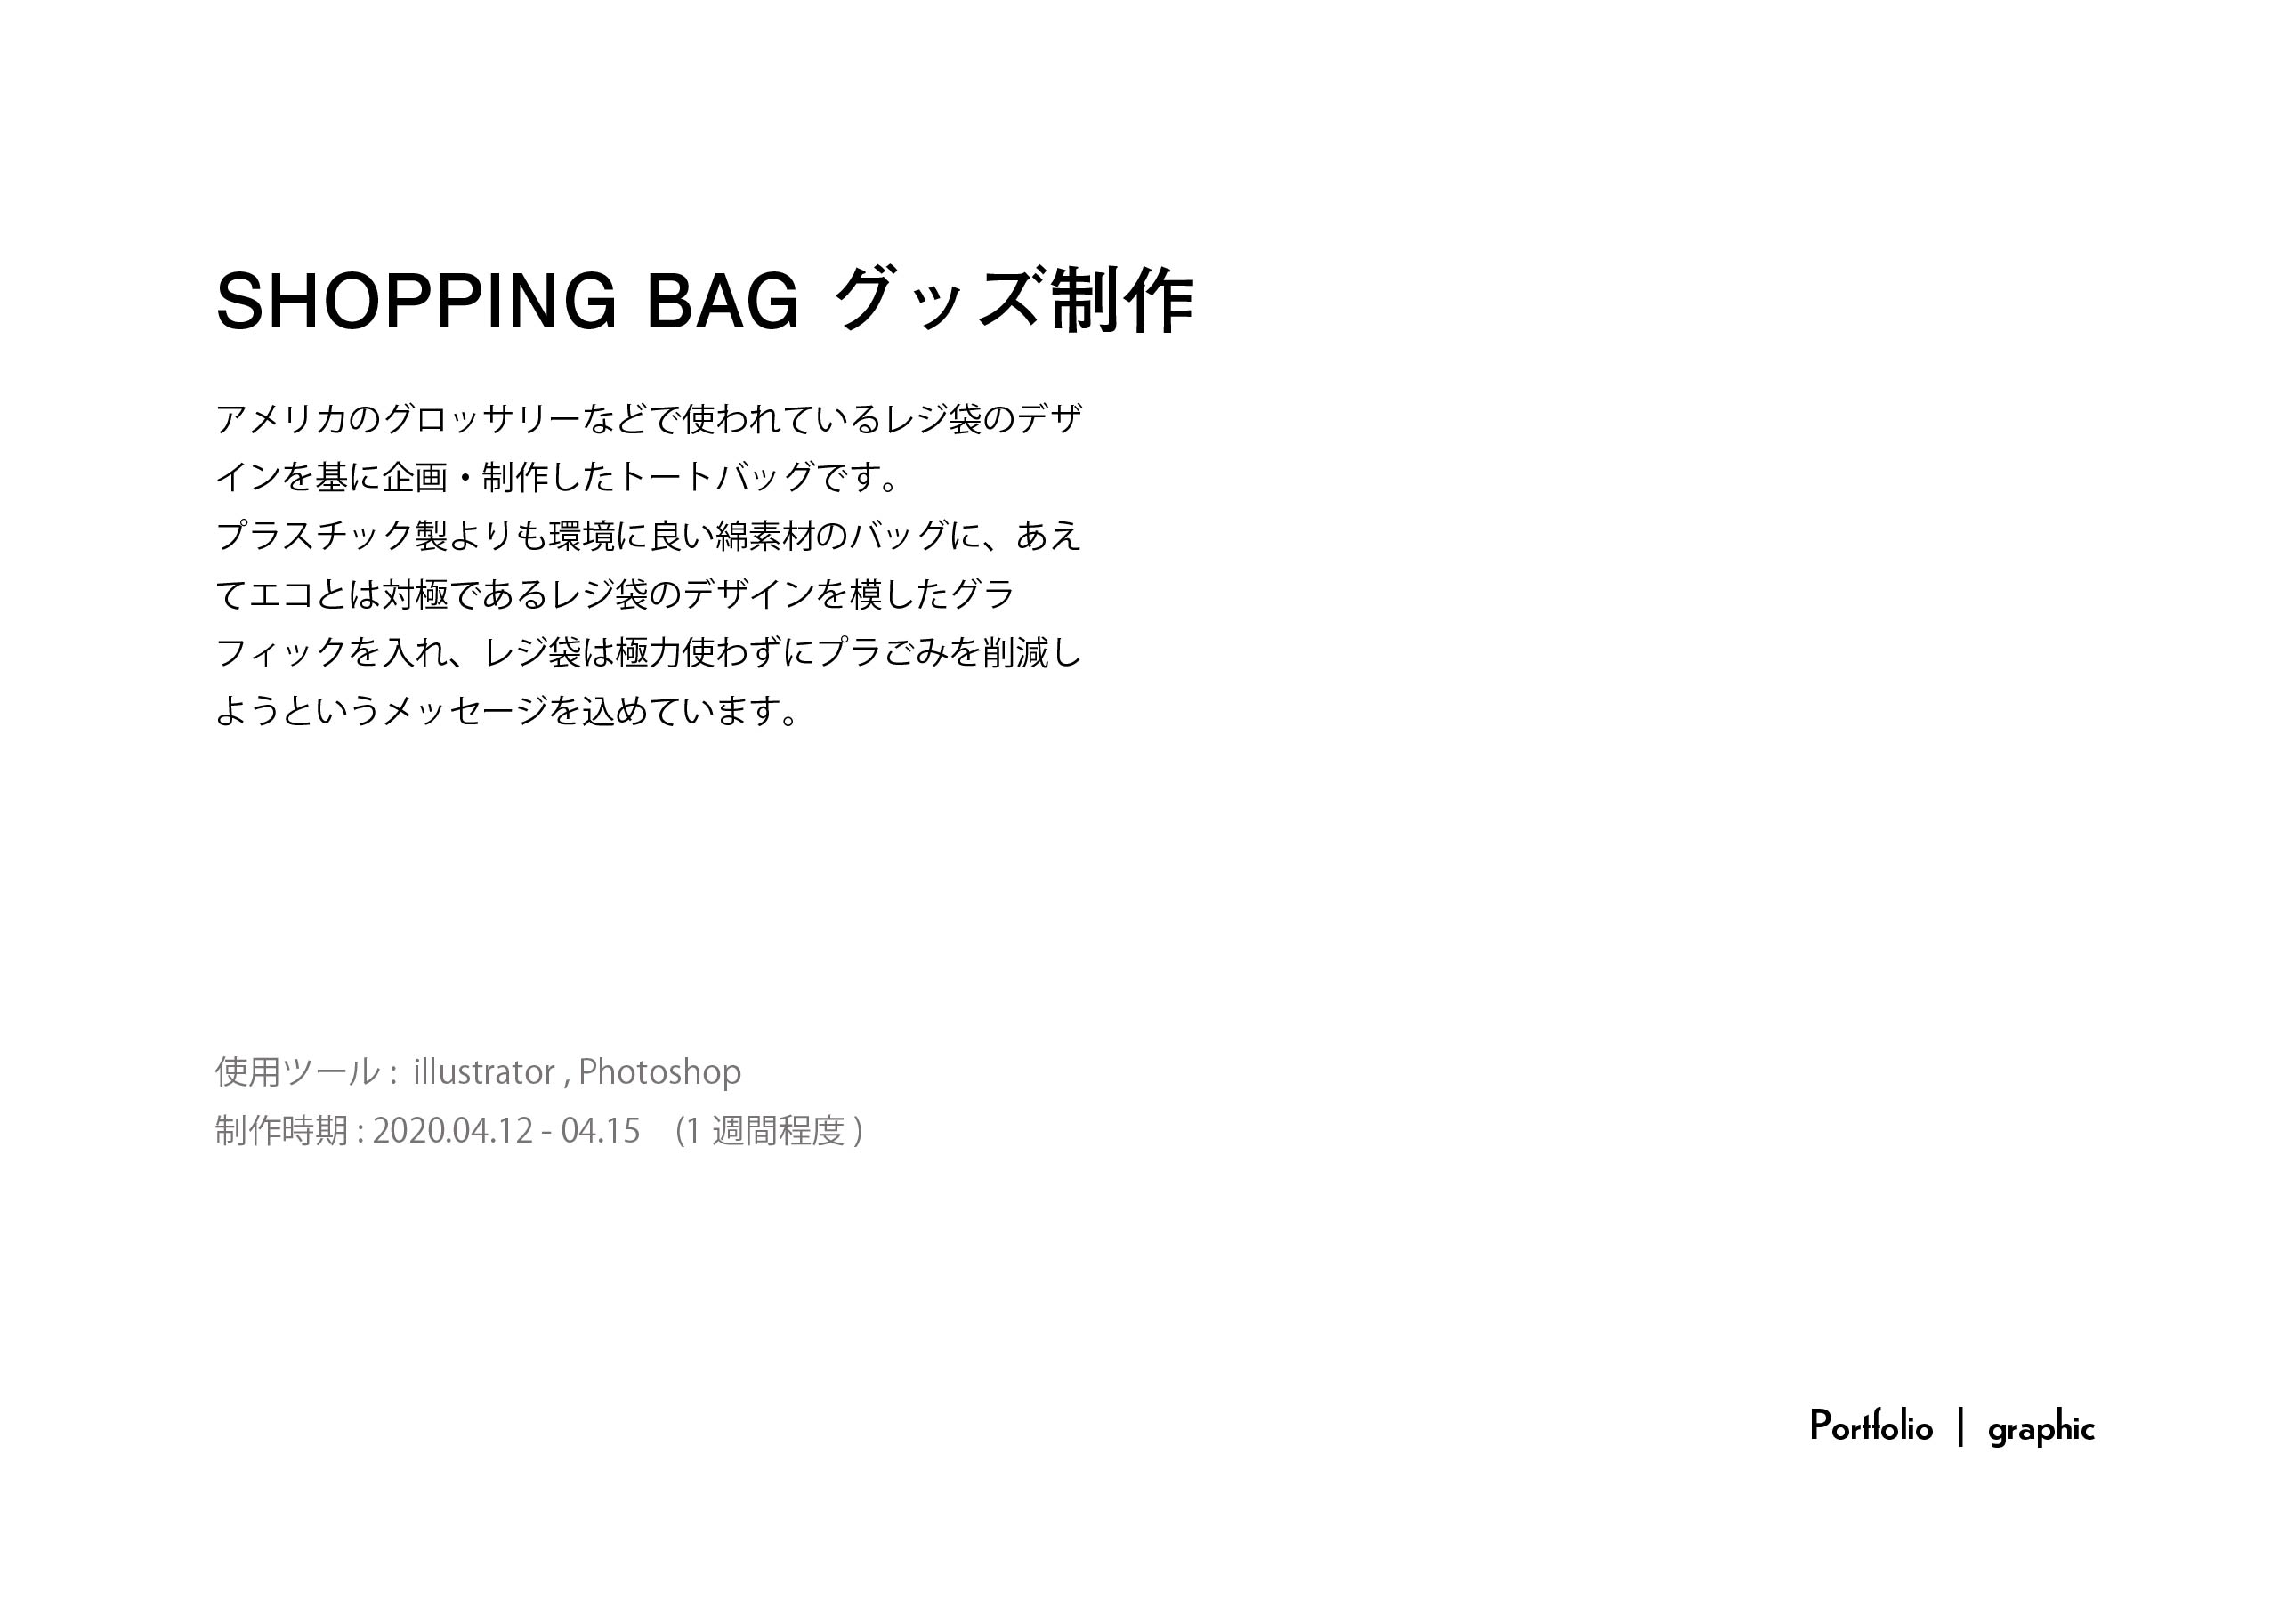 SHOPPING BAG グッズ制作
アメリカのグロッサリーなどで使われているレジ袋のデザ
インを基に企画・制作したトートバッグです。
プラスチック製よりも環境に良い綿素材のバッグに、あえ
てエコとは対極であるレジ袋のデザインを模したグラ
フィックを入れ、レジ袋は極力使わずにプラごみを削減し
ようというメッセージを込めています。
使用ツール : illustrator , Photoshop
制作時期 : 2020.04.12 - 04.15 (1 週間程度 )
Portfolio | graphic